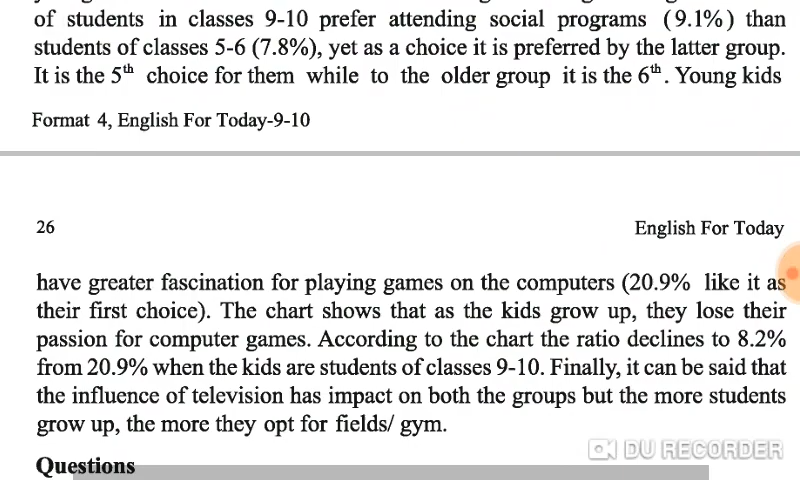 of students in classes 9-10 prefer attending social programs (9.1%) than
students of classes 5-6 (7.8%), yet as a choice it is preferred by the latter group.
It is the 5th choice for them while to the older group it is the 6th. Young kids
Format 4, English For Today-9-10
26 English For Today
have greater fascination for playing games on the computers (20.9% like it as
their first choice). The chart shows that as the kids grow up, they lose their
passion for computer games. According to the chart the ratio declines to 8.2%
from 20.9% when the kids are students of classes 9-10. Finally, it can be said that
the influence of television has impact on both the groups but the more students
grow up, the more they opt for fields/ gym.
DU RECORDER
Questions